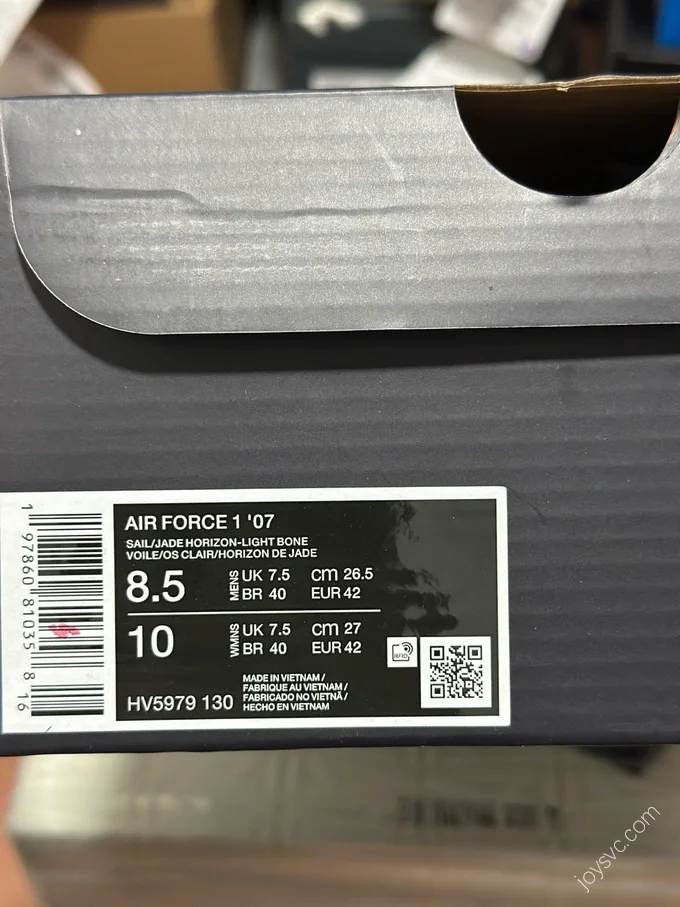 AIR FORCE 1 '07
SAIL/JADE HORIZON-LIGHT BONE
VOILE/OS CLAIR/HORIZON DE JADE
8.5 MENS UK 7.5 cm 26.5
BR 40 EUR 42
10 WMNS UK 7.5 cm 27
BR 40 EUR 42
RFID
HV5979 130
MADE IN VIETNAM /
FABRIQUE AU VIETNAM /
FABRICADO NO VIETNÃ /
HECHO EN VIETNAM
1 97860 81035 8 16
joysvc.com